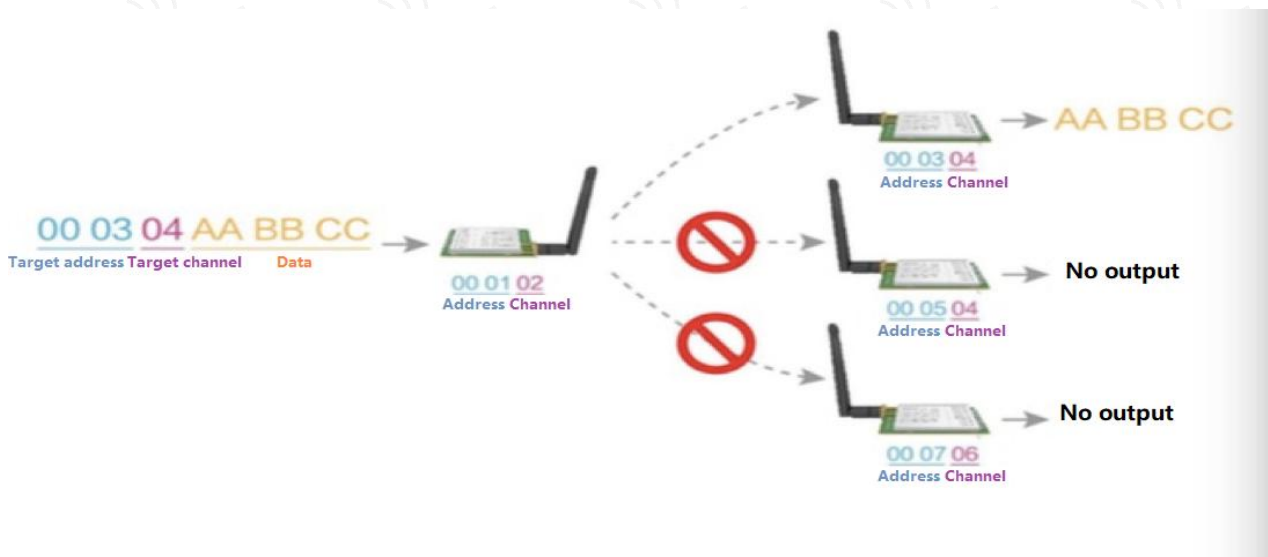 00 03 04 AA BB CC
Target address Target channel Data
00 01 02
Address Channel
AA BB CC
00 03 04
Address Channel
No output
00 05 04
Address Channel
No output
00 07 06
Address Channel